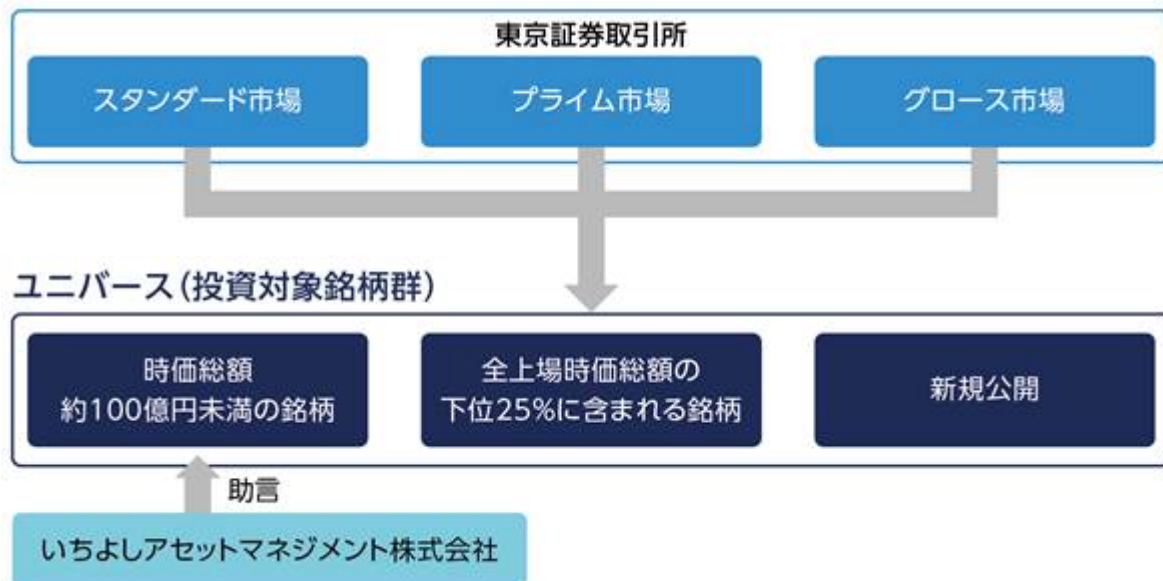 東京証券取引所
スタンダード市場
プライム市場
グロース市場
ユニバース(投資対象銘柄群)
時価総額
約100億円未満の銘柄
全上場時価総額の
下位25%に含まれる銘柄
新規公開
助言
いちよしアセットマネジメント株式会社